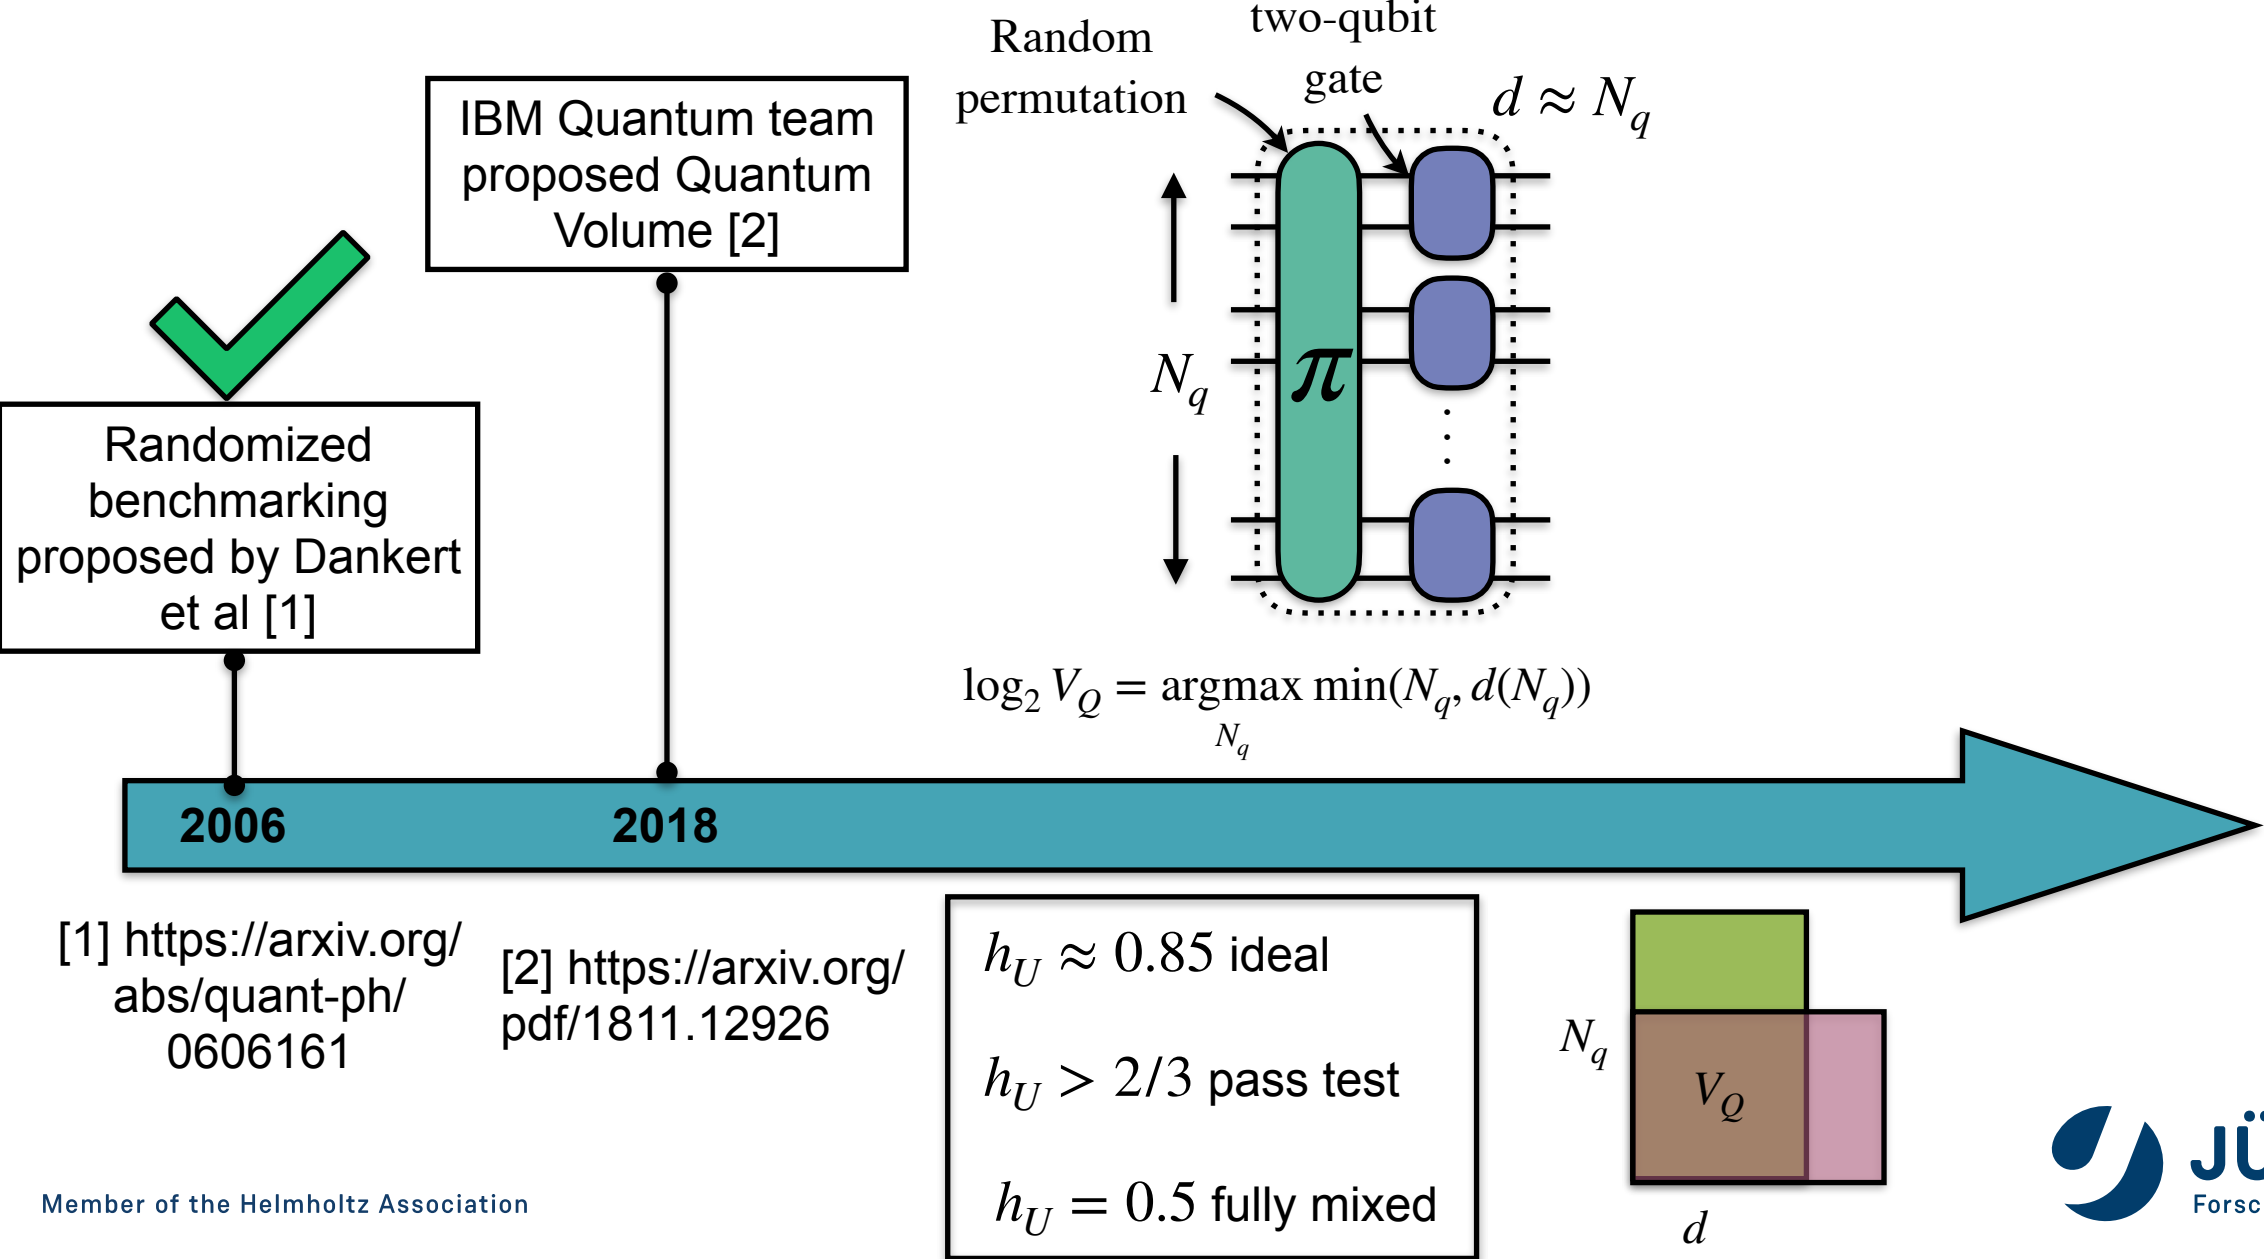 Random
permutation
two-qubit
gate
d ≈ N_q
IBM Quantum team
proposed Quantum
Volume [2]
N_q
π
Randomized
benchmarking
proposed by Dankert
et al [1]
log₂ V_Q = argmax min(N_q, d(N_q))
N_q
2006
2018
[1] https://arxiv.org/
abs/quant-ph/
0606161
[2] https://arxiv.org/
pdf/1811.12926
h_U ≈ 0.85 ideal
h_U > 2/3 pass test
h_U = 0.5 fully mixed
N_q
V_Q
d
Member of the Helmholtz Association
JÜ
Forsc